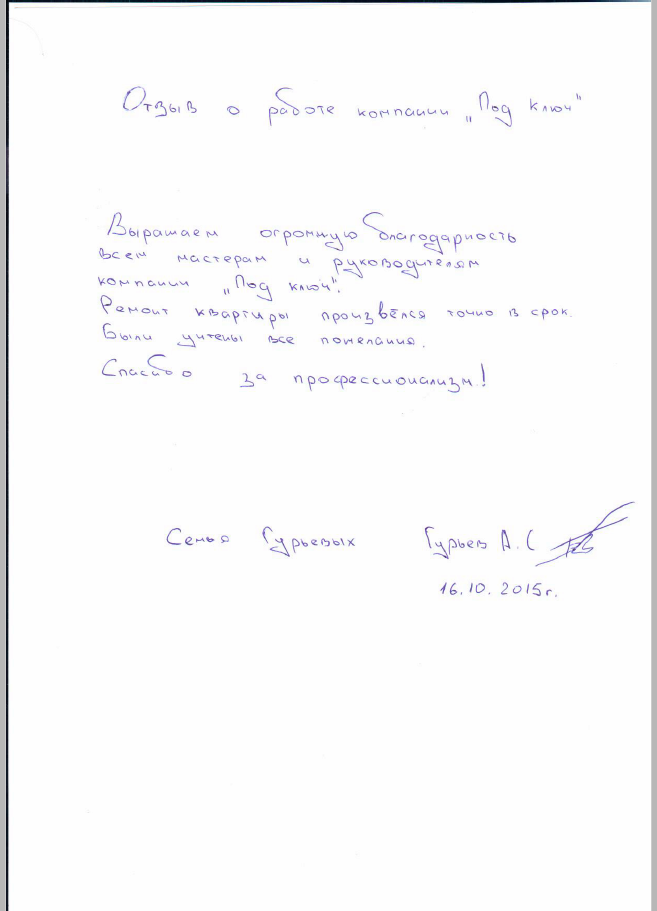 Отзыв о работе компании „Под ключ"
Выражаем огромную благодарность
всем мастерам и руководителям
компании „Под ключ".
Ремонт квартиры произвёлся точно в срок.
Были учтены все пожелания.
Спасибо за профессионализм!
Семья Гурьевых Гурьев А.С
16.10.2015г.